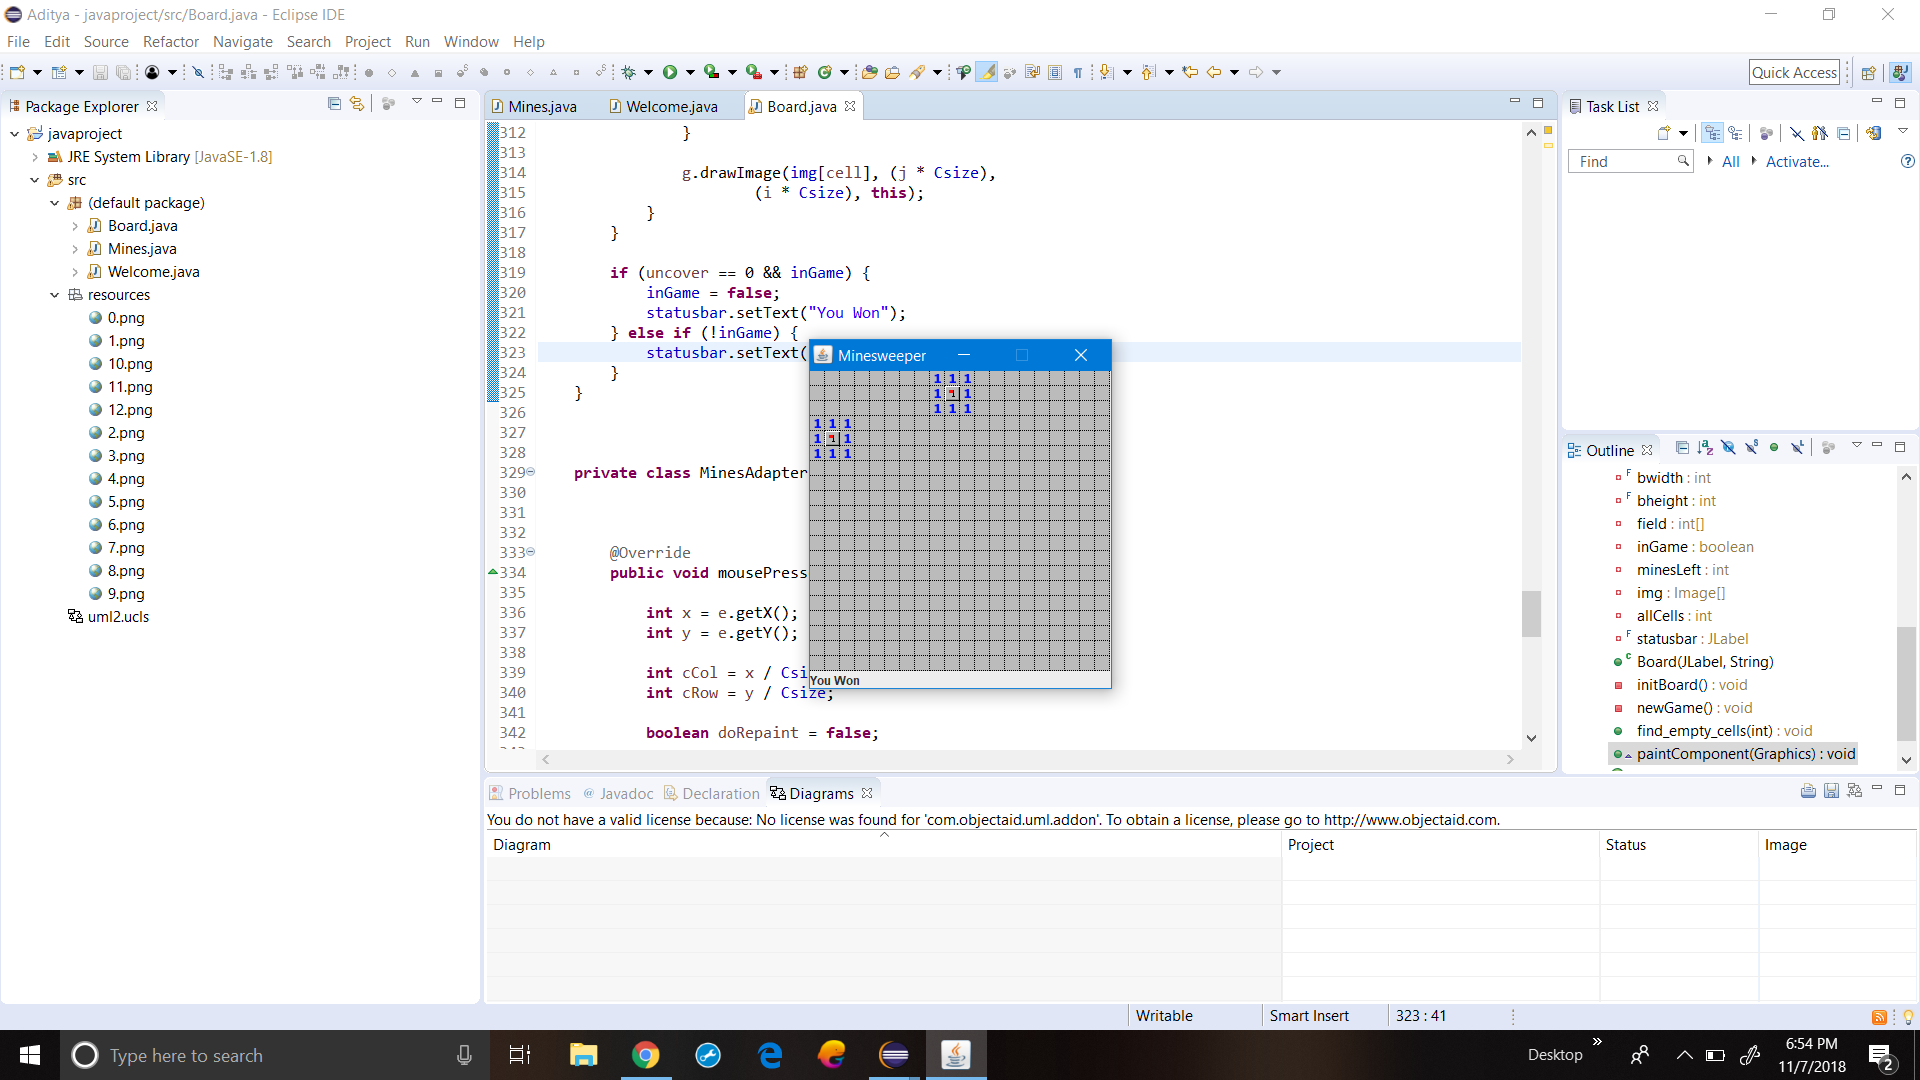 Aditya - javaproject/src/Board.java - Eclipse IDE
File Edit Source Refactor Navigate Search Project Run Window Help
Quick Access
Package Explorer
javaproject
JRE System Library [JavaSE-1.8]
src
(default package)
Board.java
Mines.java
Welcome.java
resources
0.png
1.png
10.png
11.png
12.png
2.png
3.png
4.png
5.png
6.png
7.png
8.png
9.png
uml2.ucls
Mines.java Welcome.java Board.java
312 }
313
314 g.drawImage(img[cell], (j * Csize),
315 (i * Csize), this);
316 }
317 }
318
319 if (uncover == 0 && inGame) {
320 inGame = false;
321 statusbar.setText("You Won");
322 } else if (!inGame) {
323 statusbar.setText(
324 }
325 }
326
327
328
329 private class MinesAdapter
330
331
332
333 @Override
334 public void mousePress
335
336 int x = e.getX();
337 int y = e.getY();
338
339 int cCol = x / Csi
340 int cRow = y / Csize;
341
342 boolean doRepaint = false;
Minesweeper
1 1 1
1 1
1 1 1
1 1 1
1 1
1 1 1
You Won
Task List
Find All Activate...
Outline
bwidth : int
bheight : int
field : int[]
inGame : boolean
minesLeft : int
img : Image[]
allCells : int
statusbar : JLabel
Board(JLabel, String)
initBoard() : void
newGame() : void
find_empty_cells(int) : void
paintComponent(Graphics) : void
Problems Javadoc Declaration Diagrams
You do not have a valid license because: No license was found for 'com.objectaid.uml.addon'. To obtain a license, please go to http://www.objectaid.com.
Diagram Project Status Image
Writable Smart Insert 323 : 41
Type here to search
Desktop
6:54 PM
11/7/2018
2